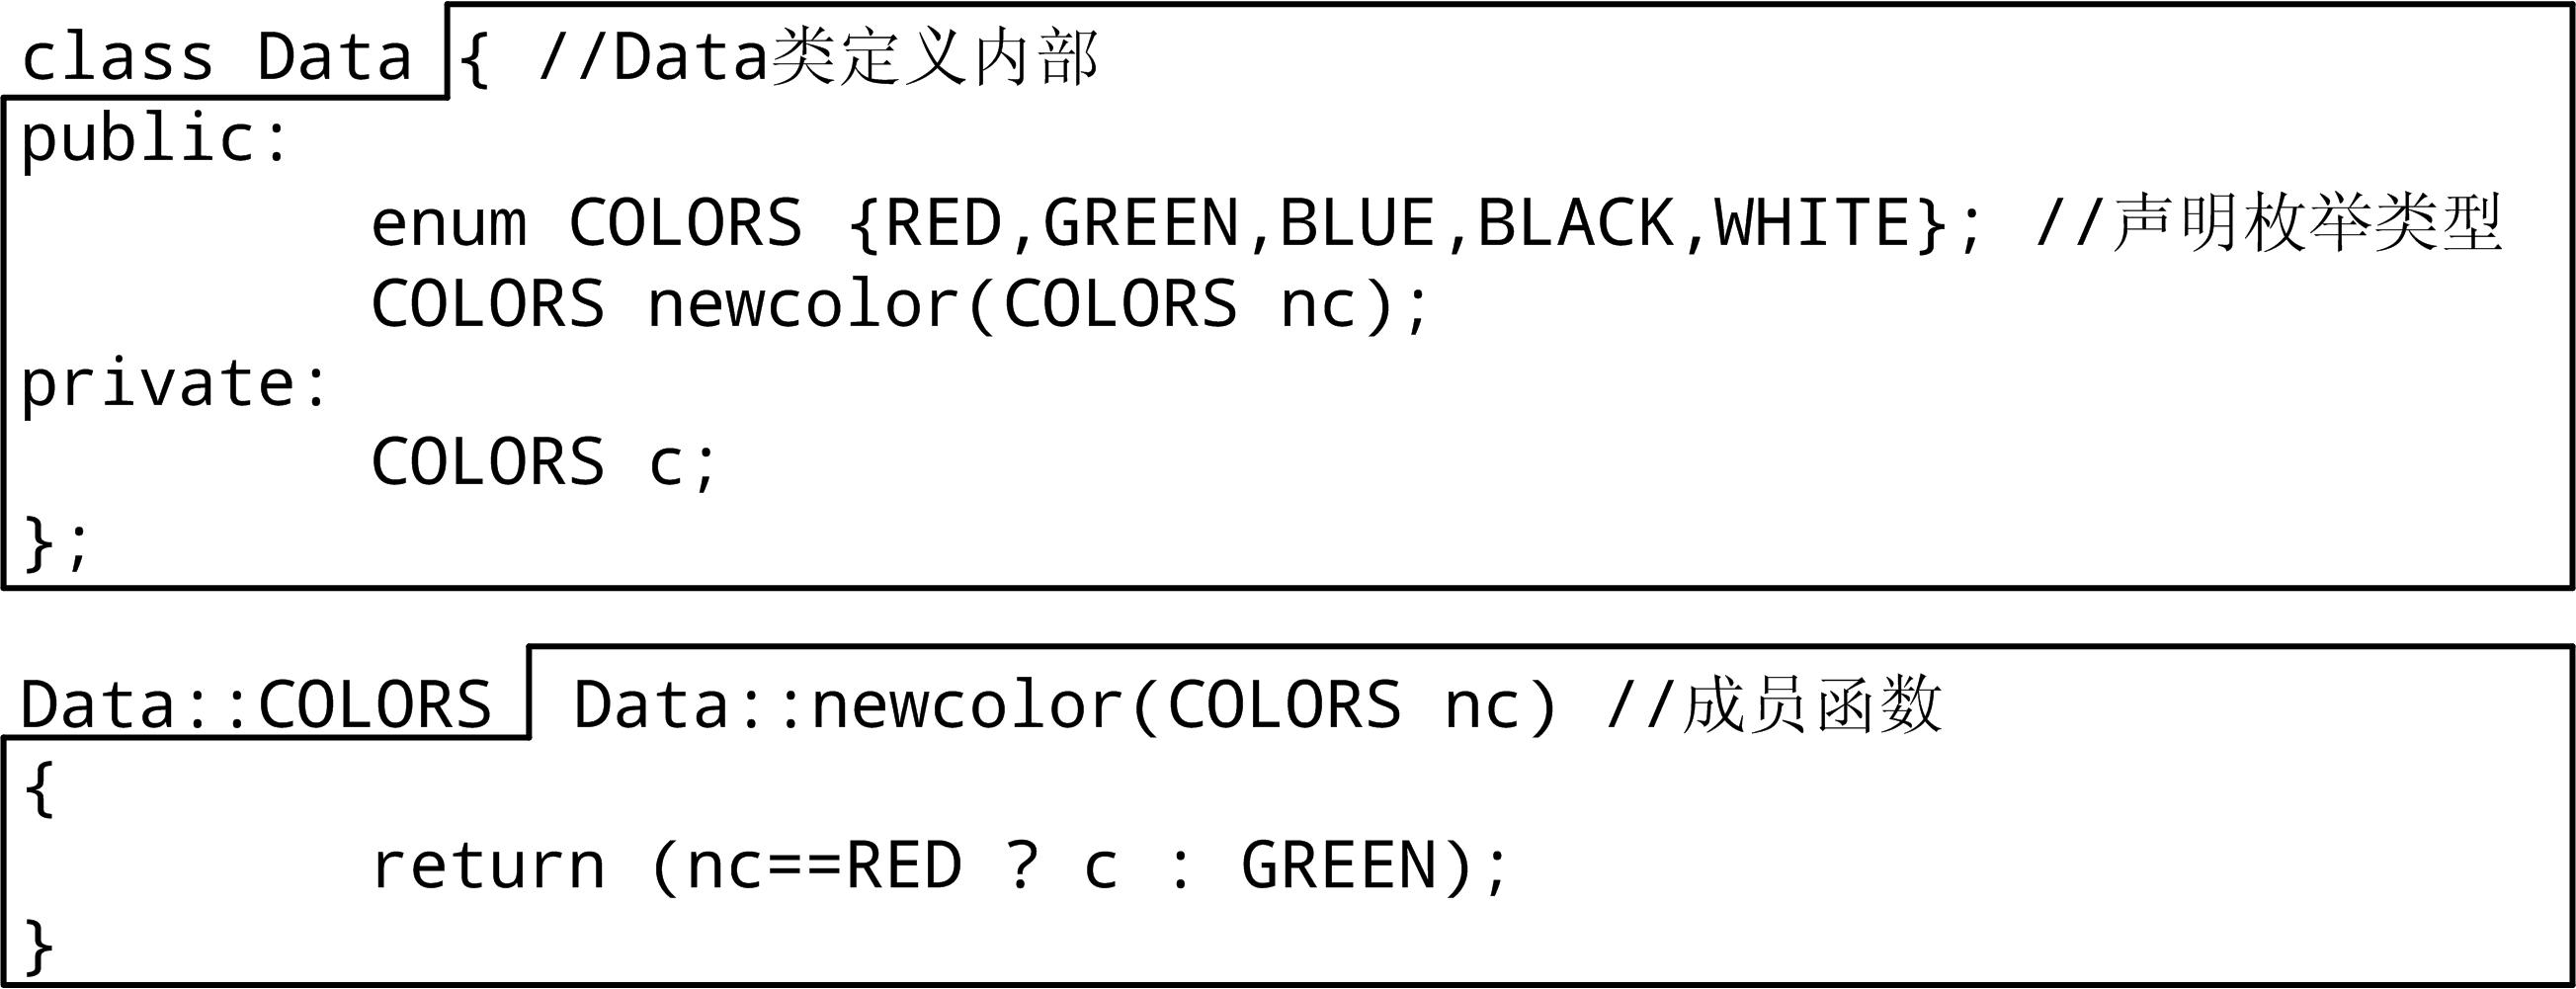 class Data { //Data类定义内部
public:
        enum COLORS {RED,GREEN,BLUE,BLACK,WHITE}; //声明枚举类型
        COLORS newcolor(COLORS nc);
private:
        COLORS c;
};
Data::COLORS Data::newcolor(COLORS nc) //成员函数
{
        return (nc==RED ? c : GREEN);
}